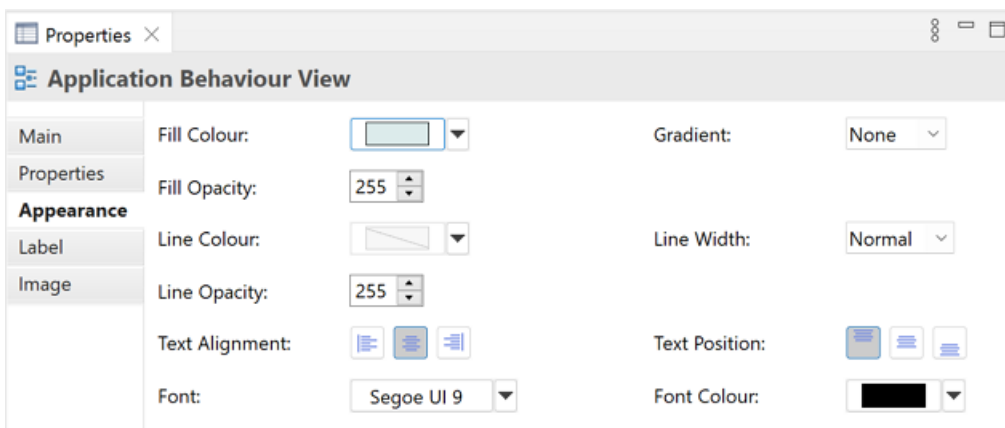 Properties
Application Behaviour View
Main
Properties
Appearance
Label
Image
Fill Colour: Gradient: None
Fill Opacity: 255
Line Colour: Line Width: Normal
Line Opacity: 255
Text Alignment: Text Position:
Font: Segoe UI 9 Font Colour: